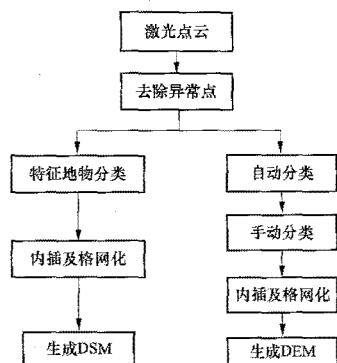 激光点云
去除异常点
特征地物分类
自动分类
手动分类
内插及格网化
内插及格网化
生成DSM
生成DEM